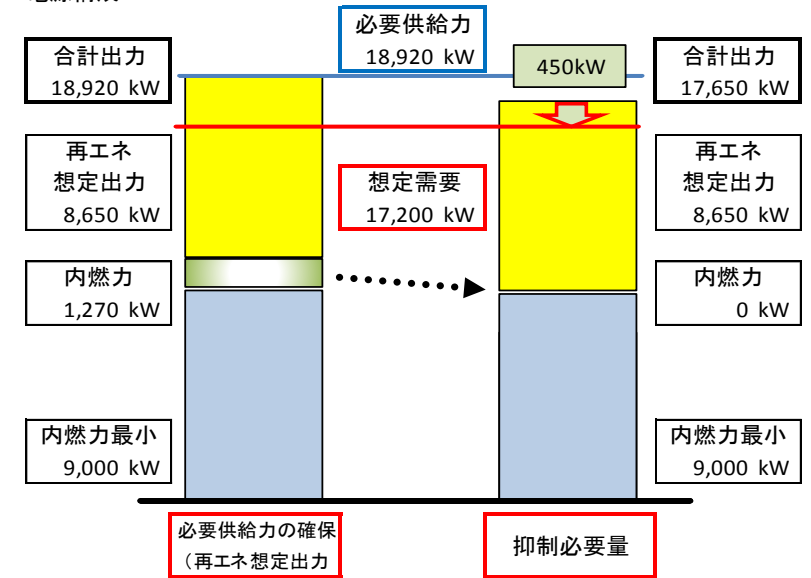 合計出力
18,920 kW
必要供給力
18,920 kW
450kW
合計出力
17,650 kW
再エネ
想定出力
8,650 kW
想定需要
17,200 kW
再エネ
想定出力
8,650 kW
内燃力
1,270 kW
内燃力
0 kW
内燃力最小
9,000 kW
内燃力最小
9,000 kW
必要供給力の確保
（再エネ想定出力
抑制必要量